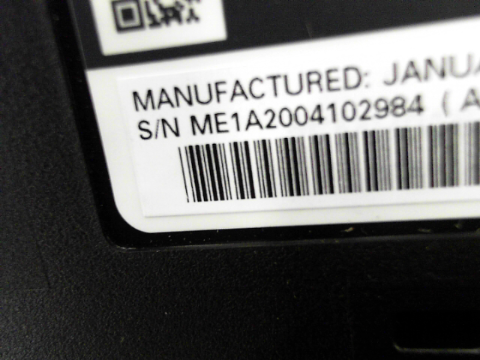 MANUFACTURED: JANUA
S/N ME1A2004102984 ( A